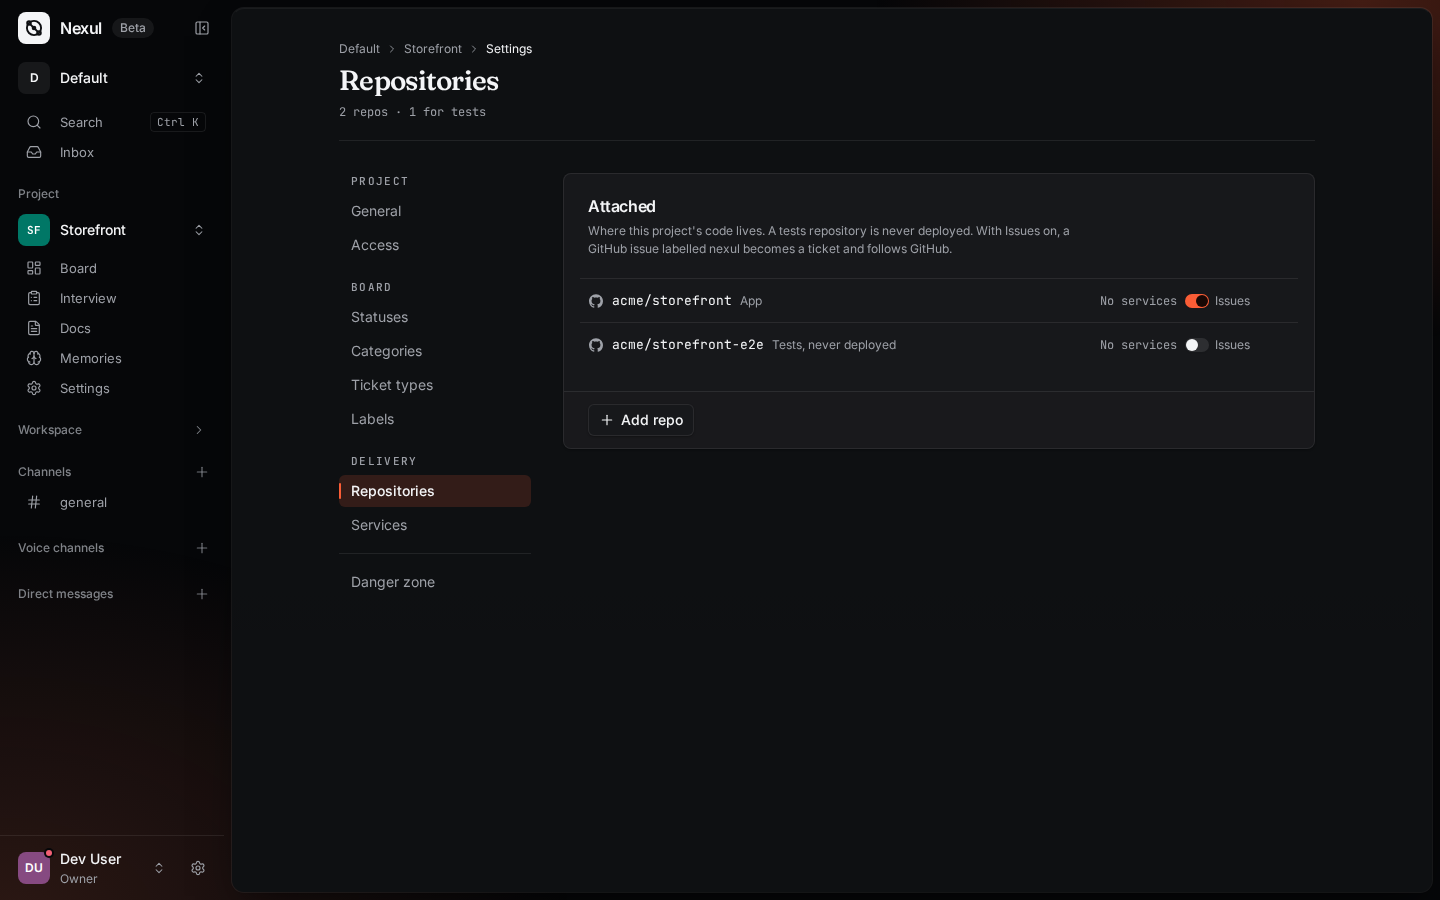 Nexul Beta
D Default
Search Ctrl K
Inbox
Project
SF Storefront
Board
Interview
Docs
Memories
Settings
Workspace
Channels
general
Voice channels
Direct messages
DU Dev User
Owner
Default > Storefront > Settings
Repositories
2 repos · 1 for tests
PROJECT
General
Access
BOARD
Statuses
Categories
Ticket types
Labels
DELIVERY
Repositories
Services
Danger zone
Attached
Where this project's code lives. A tests repository is never deployed. With Issues on, a
GitHub issue labelled nexul becomes a ticket and follows GitHub.
acme/storefront App No services Issues
acme/storefront-e2e Tests, never deployed No services Issues
+ Add repo